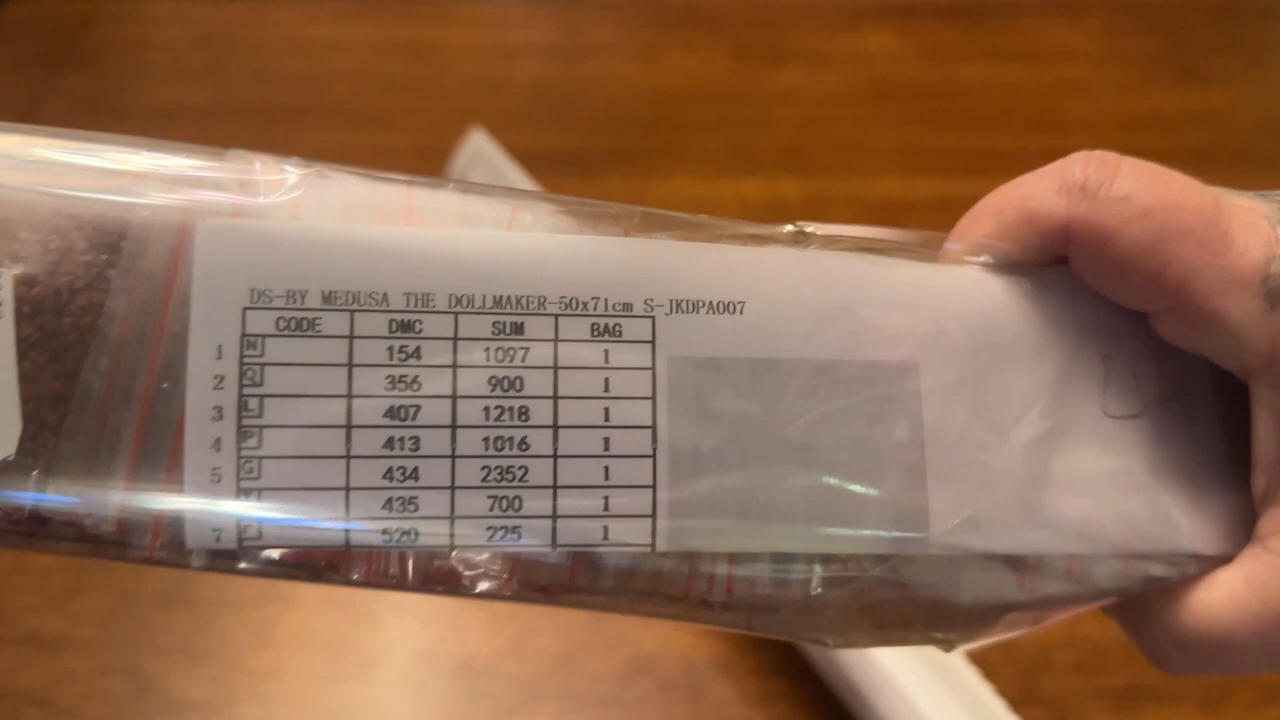 DS-BY MEDUSA THE DOLLMAKER-50x71cm S-JKDPA007
CODE DMC SUM BAG
1 N 154 1097 1
2 Q 356 900 1
3 L 407 1218 1
4 P 413 1016 1
5 G 434 2352 1
435 700 1
7 520 225 1